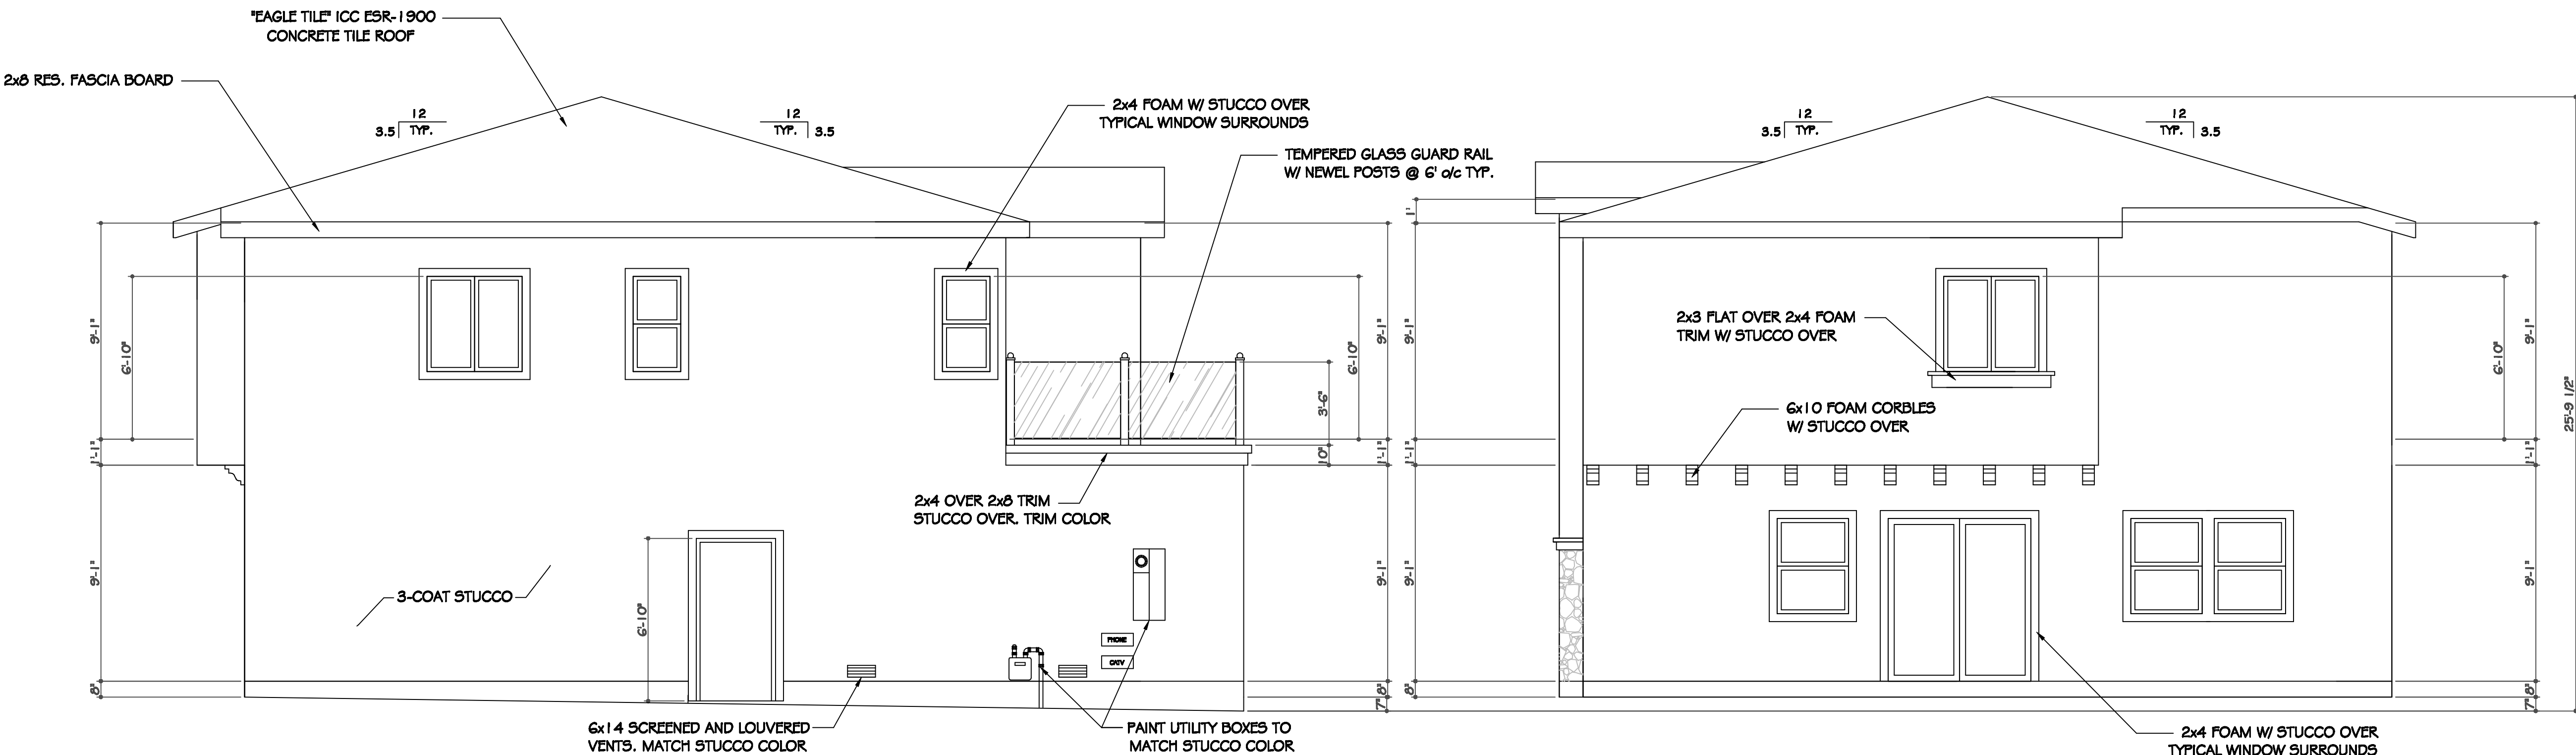 "EAGLE TILE" ICC ESR-1900
CONCRETE TILE ROOF
2x8 RES. FASCIA BOARD
12
3.5
TYP.
12
TYP.
3.5
2x4 FOAM W/ STUCCO OVER
TYPICAL WINDOW SURROUNDS
TEMPERED GLASS GUARD RAIL
W/ NEWEL POSTS @ 6' o/c TYP.
9'-1"
6'-10"
1'-1"
9'-1"
8"
3-COAT STUCCO
6'-10"
2x4 OVER 2x8 TRIM
STUCCO OVER. TRIM COLOR
PHONE
CATV
6x14 SCREENED AND LOUVERED
VENTS. MATCH STUCCO COLOR
PAINT UTILITY BOXES TO
MATCH STUCCO COLOR
3'-6"
10"
6'-10"
9'-1"
1'-1"
9'-1"
8"
7"
1'
9'-1"
1'-1"
9'-1"
8"
12
3.5
TYP.
12
TYP.
3.5
2x3 FLAT OVER 2x4 FOAM
TRIM W/ STUCCO OVER
6x10 FOAM CORBLES
W/ STUCCO OVER
6'-10"
9'-1"
1'-1"
9'-1"
8"
7"
25'-9 1/2"
2x4 FOAM W/ STUCCO OVER
TYPICAL WINDOW SURROUNDS